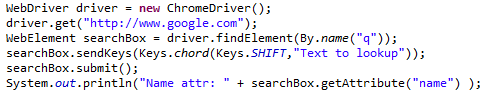 WebDriver driver = new ChromeDriver();
driver.get("http://www.google.com");
WebElement searchBox = driver.findElement(By.name("q"));
searchBox.sendKeys(Keys.chord(Keys.SHIFT,"Text to lookup"));
searchBox.submit();
System.out.println("Name attr: " + searchBox.getAttribute("name") );